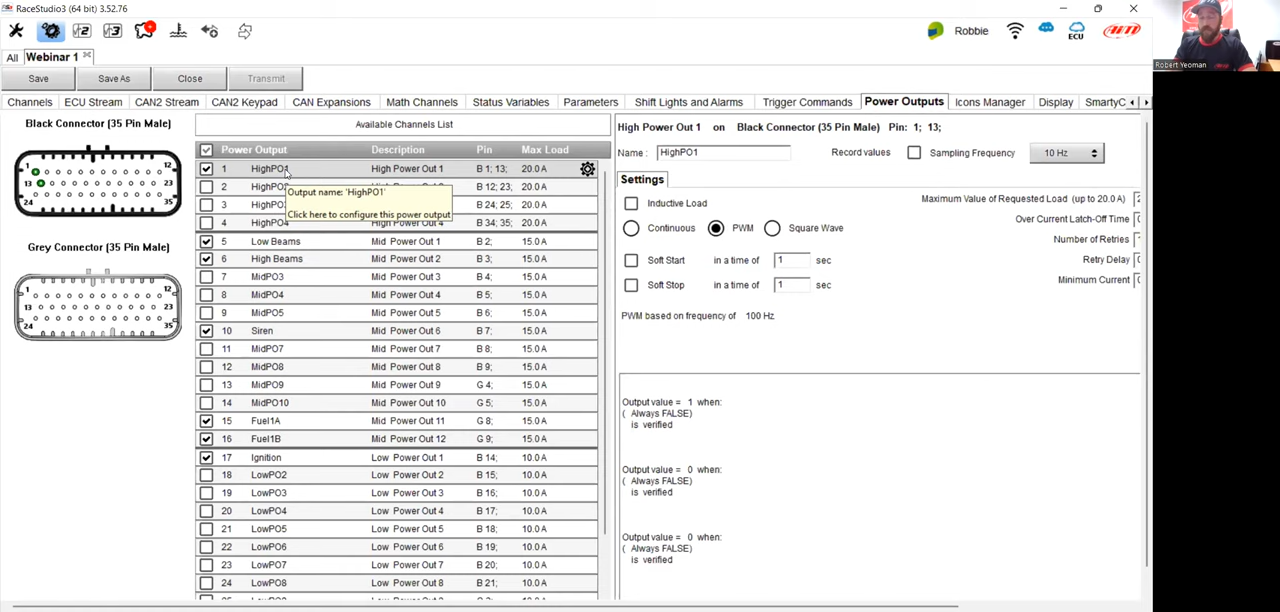 RaceStudio3 (64 bit) 3.52.76
Robbie
ECU
Robert Yeoman
All Webinar 1
Save Save As Close Transmit
Channels ECU Stream CAN2 Stream CAN2 Keypad CAN Expansions Math Channels Status Variables Parameters Shift Lights and Alarms Trigger Commands Power Outputs Icons Manager Display SmartyC
Black Connector (35 Pin Male)
1 12
13
24 35
Grey Connector (35 Pin Male)
1 12
13
24 35
Available Channels List
Power Output Description Pin Max Load
1 HighPO1 High Power Out 1 B 1; 13; 20.0 A
2 HighPO B 12; 23; 20.0 A
3 HighPO B 24; 25; 20.0 A
4 HighPO4 High Power Out 4 B 34; 35; 20.0 A
Output name: 'HighPO1'
Click here to configure this power output
5 Low Beams Mid Power Out 1 B 2; 15.0 A
6 High Beams Mid Power Out 2 B 3; 15.0 A
7 MidPO3 Mid Power Out 3 B 4; 15.0 A
8 MidPO4 Mid Power Out 4 B 5; 15.0 A
9 MidPO5 Mid Power Out 5 B 6; 15.0 A
10 Siren Mid Power Out 6 B 7; 15.0 A
11 MidPO7 Mid Power Out 7 B 8; 15.0 A
12 MidPO8 Mid Power Out 8 B 9; 15.0 A
13 MidPO9 Mid Power Out 9 G 4; 15.0 A
14 MidPO10 Mid Power Out 10 G 5; 15.0 A
15 Fuel1A Mid Power Out 11 G 8; 15.0 A
16 Fuel1B Mid Power Out 12 G 9; 15.0 A
17 Ignition Low Power Out 1 B 14; 10.0 A
18 LowPO2 Low Power Out 2 B 15; 10.0 A
19 LowPO3 Low Power Out 3 B 16; 10.0 A
20 LowPO4 Low Power Out 4 B 17; 10.0 A
21 LowPO5 Low Power Out 5 B 18; 10.0 A
22 LowPO6 Low Power Out 6 B 19; 10.0 A
23 LowPO7 Low Power Out 7 B 20; 10.0 A
24 LowPO8 Low Power Out 8 B 21; 10.0 A
High Power Out 1 on Black Connector (35 Pin Male) Pin: 1; 13;
Name : HighPO1 Record values Sampling Frequency 10 Hz
Settings
Inductive Load
Continuous PWM Square Wave
Soft Start in a time of 1 sec
Soft Stop in a time of 1 sec
PWM based on frequency of 100 Hz
Maximum Value of Requested Load (up to 20.0 A)
Over Current Latch-Off Time
Number of Retries
Retry Delay
Minimum Current
Output value = 1 when:
( Always FALSE)
is verified
Output value = 0 when:
( Always FALSE)
is verified
Output value = 0 when:
( Always FALSE)
is verified